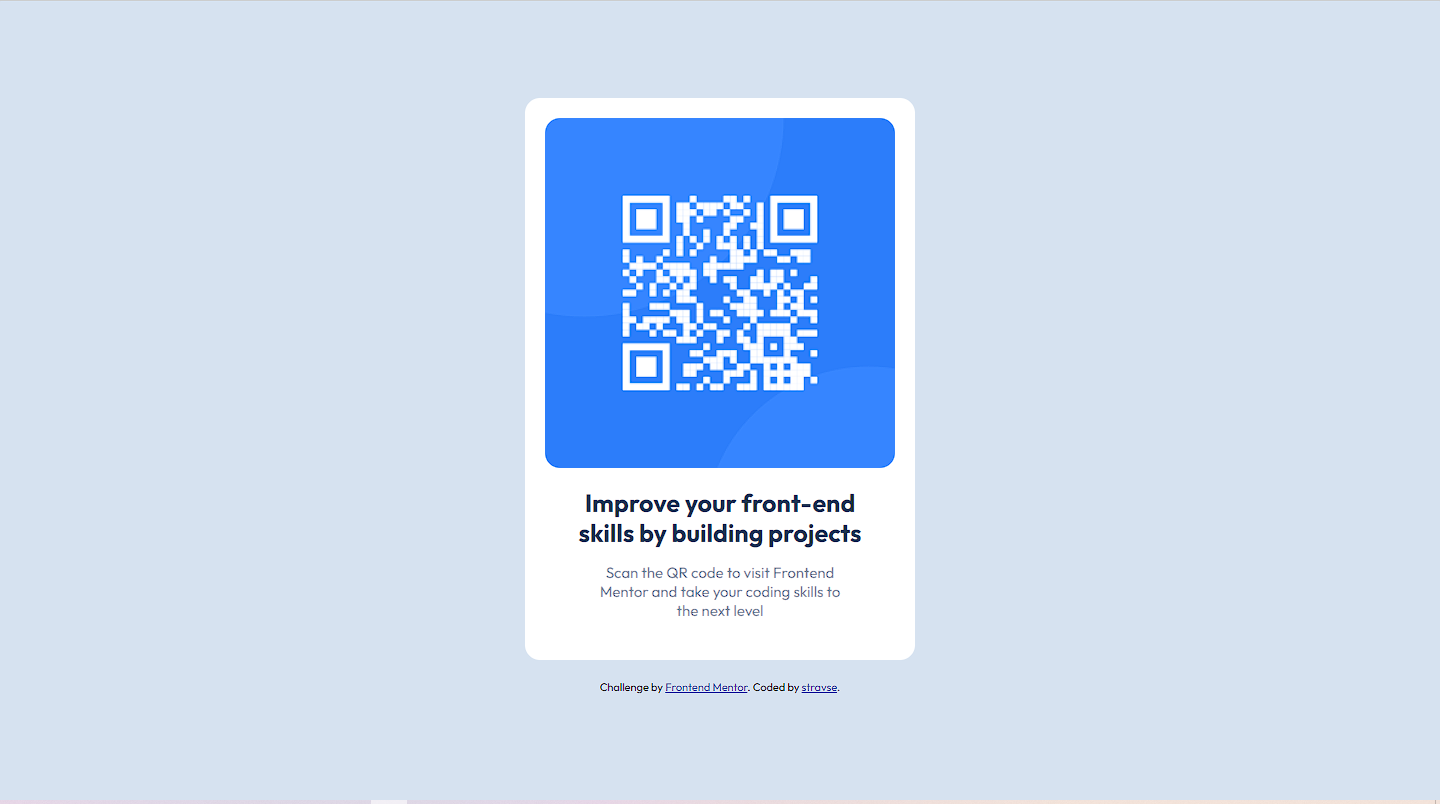 Improve your front-end
skills by building projects
Scan the QR code to visit Frontend
Mentor and take your coding skills to
the next level
Challenge by Frontend Mentor. Coded by stravse.